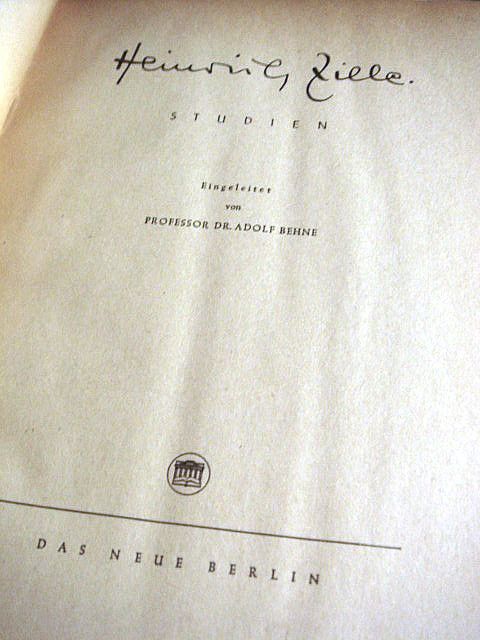 Heinrich Zille.
STUDIEN
Eingeleitet
von
PROFESSOR DR. ADOLF BEHNE
DAS NEUE BERLIN